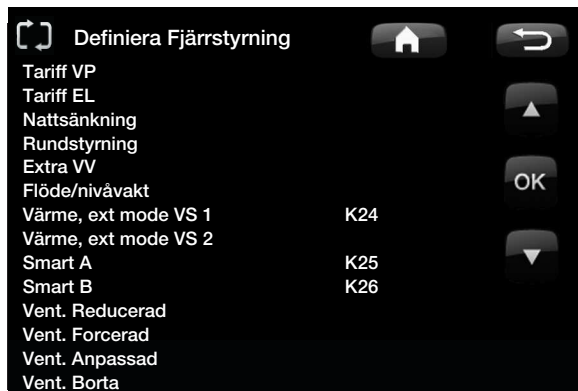 Definiera Fjärrstyrning
Tariff VP
Tariff EL
Nattsänkning
Rundstyrning
Extra VV
Flöde/nivåvakt
Värme, ext mode VS 1 K24
Värme, ext mode VS 2
Smart A K25
Smart B K26
Vent. Reducerad
Vent. Forcerad
Vent. Anpassad
Vent. Borta
OK